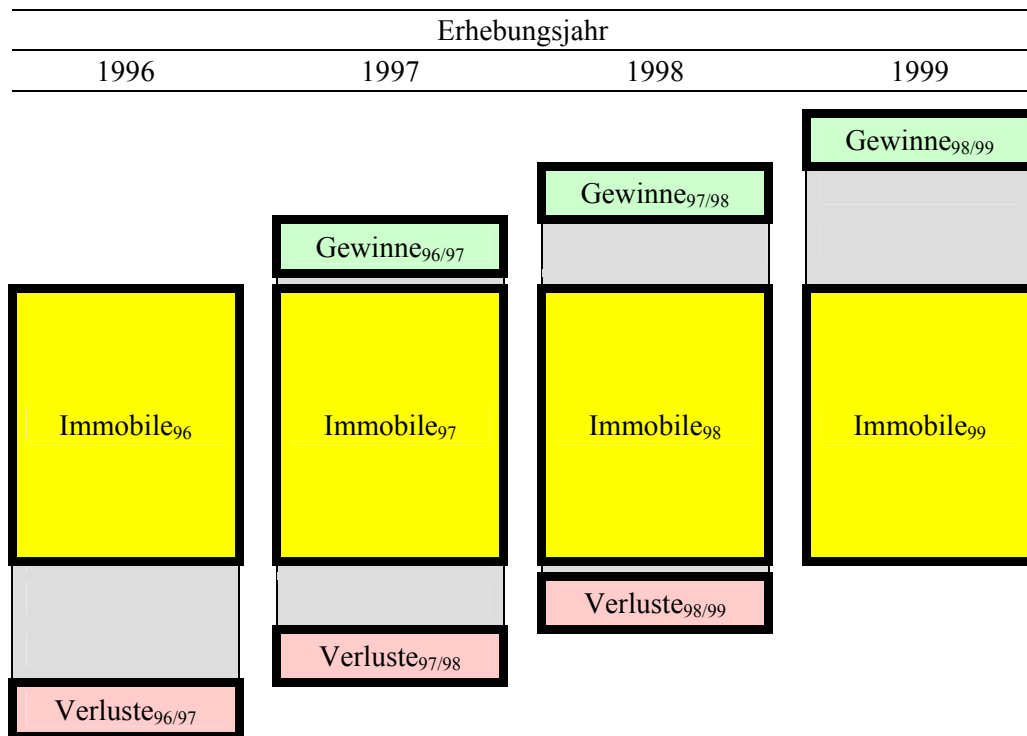 Erhebungsjahr
1996 1997 1998 1999
Gewinne98/99
Gewinne97/98
Gewinne96/97
Immobile96 Immobile97 Immobile98 Immobile99
Verluste98/99
Verluste97/98
Verluste96/97